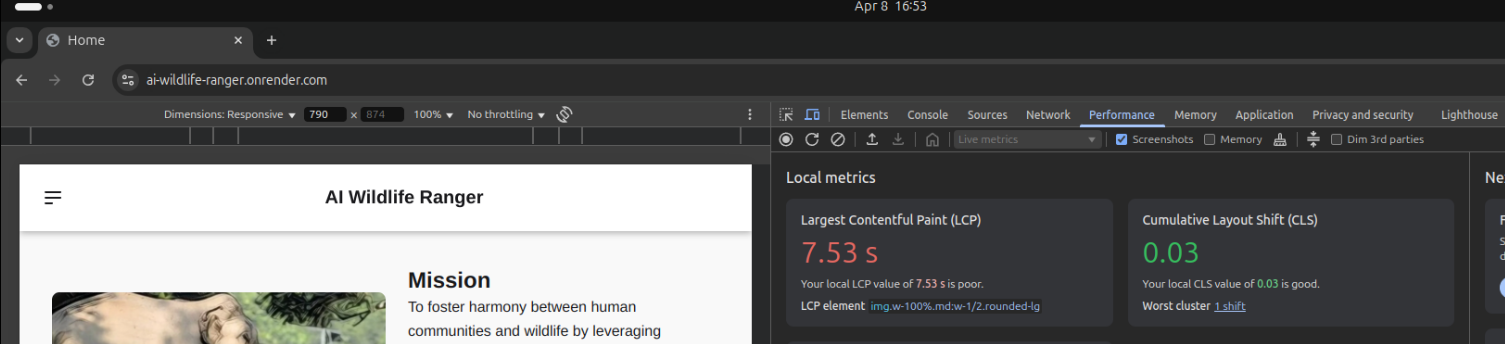 Apr 8 16:53
Home
ai-wildlife-ranger.onrender.com
Dimensions: Responsive 790 × 874 100% No throttling
Elements Console Sources Network Performance Memory Application Privacy and security Lighthouse
Live metrics Screenshots Memory Dim 3rd parties
AI Wildlife Ranger
Mission
To foster harmony between human
communities and wildlife by leveraging
Local metrics
Largest Contentful Paint (LCP)
7.53 s
Your local LCP value of 7.53 s is poor.
LCP element img.w-100%.md:w-1/2.rounded-lg
Cumulative Layout Shift (CLS)
0.03
Your local CLS value of 0.03 is good.
Worst cluster 1 shift